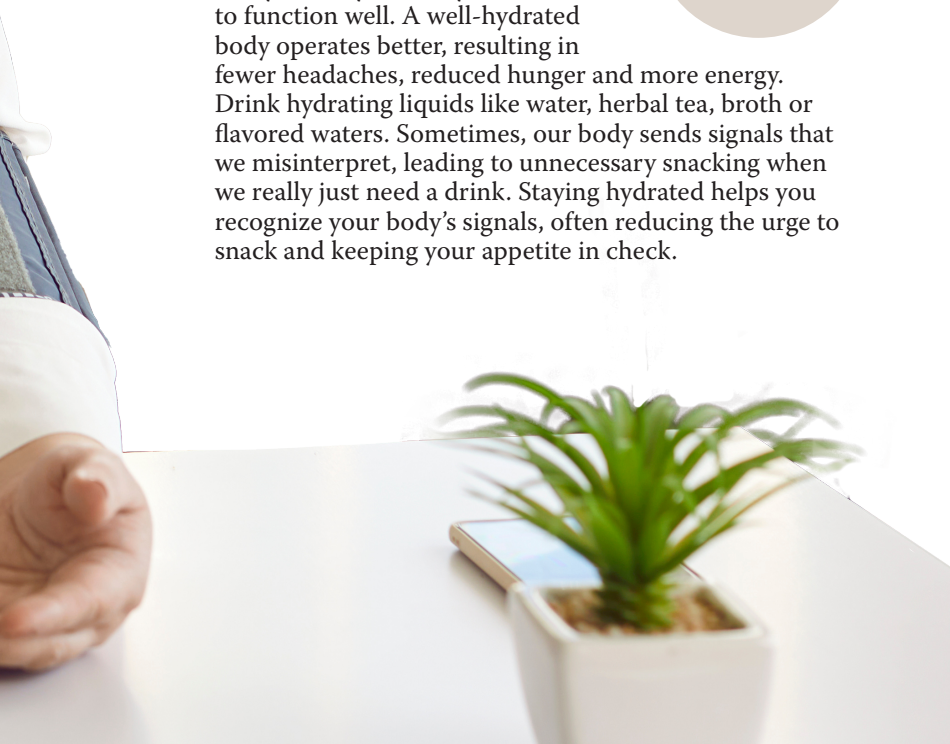 to function well. A well-hydrated
body operates better, resulting in
fewer headaches, reduced hunger and more energy.
Drink hydrating liquids like water, herbal tea, broth or
flavored waters. Sometimes, our body sends signals that
we misinterpret, leading to unnecessary snacking when
we really just need a drink. Staying hydrated helps you
recognize your body’s signals, often reducing the urge to
snack and keeping your appetite in check.